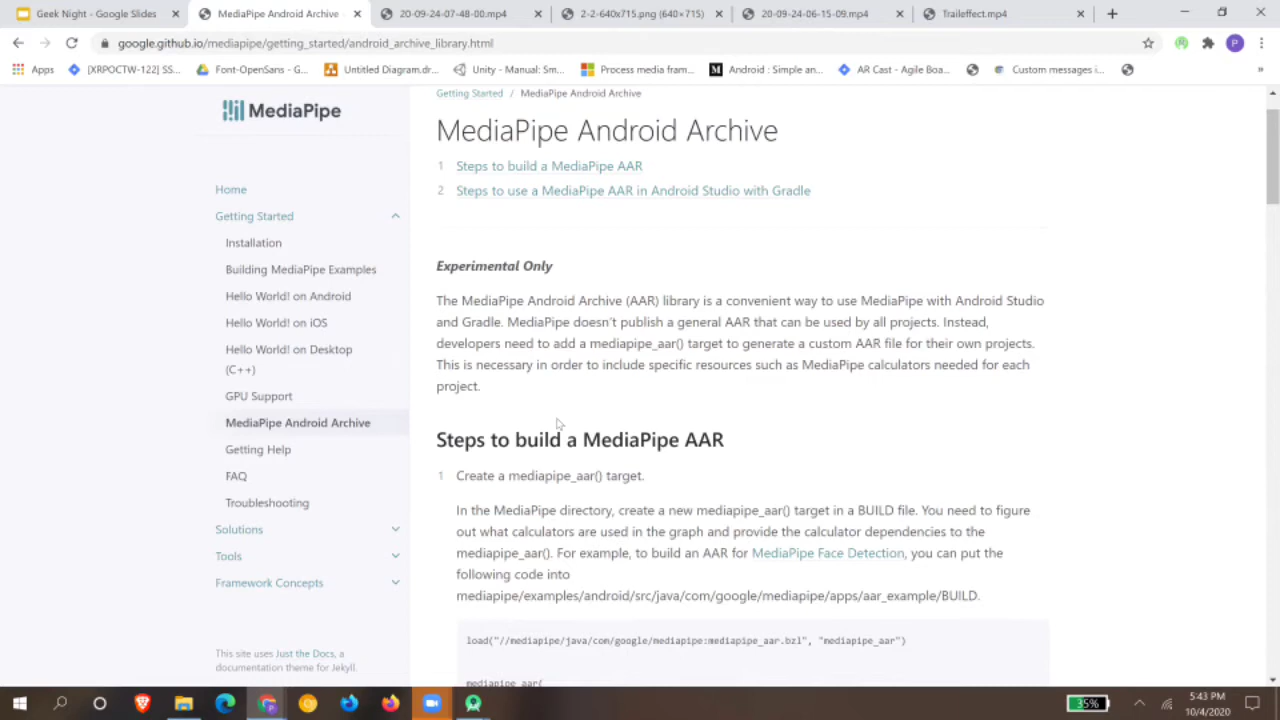 Geek Night - Google Slides
MediaPipe Android Archive
20-09-24-07-48-00.mp4
2-2-640x715.png (640×715)
20-09-24-06-15-09.mp4
Traileffect.mp4
google.github.io/mediapipe/getting_started/android_archive_library.html
P
Apps
[XRPOCTW-122] SS...
Font-OpenSans - G...
Untitled Diagram.dr...
Unity - Manual: Sm...
Process media fram...
Android : Simple an...
AR Cast - Agile Boa...
Custom messages i...
»
MediaPipe
Home
Getting Started
Installation
Building MediaPipe Examples
Hello World! on Android
Hello World! on iOS
Hello World! on Desktop
(C++)
GPU Support
MediaPipe Android Archive
Getting Help
FAQ
Troubleshooting
Solutions
Tools
Framework Concepts
This site uses Just the Docs, a
documentation theme for Jekyll.
Getting Started / MediaPipe Android Archive
MediaPipe Android Archive
1 Steps to build a MediaPipe AAR
2 Steps to use a MediaPipe AAR in Android Studio with Gradle
Experimental Only
The MediaPipe Android Archive (AAR) library is a convenient way to use MediaPipe with Android Studio
and Gradle. MediaPipe doesn't publish a general AAR that can be used by all projects. Instead,
developers need to add a mediapipe_aar() target to generate a custom AAR file for their own projects.
This is necessary in order to include specific resources such as MediaPipe calculators needed for each
project.
Steps to build a MediaPipe AAR
1 Create a mediapipe_aar() target.
In the MediaPipe directory, create a new mediapipe_aar() target in a BUILD file. You need to figure
out what calculators are used in the graph and provide the calculator dependencies to the
mediapipe_aar(). For example, to build an AAR for MediaPipe Face Detection, you can put the
following code into
mediapipe/examples/android/src/java/com/google/mediapipe/apps/aar_example/BUILD.
load("//mediapipe/java/com/google/mediapipe:mediapipe_aar.bzl", "mediapipe_aar")
mediapipe_aar(
35%
5:43 PM
10/4/2020